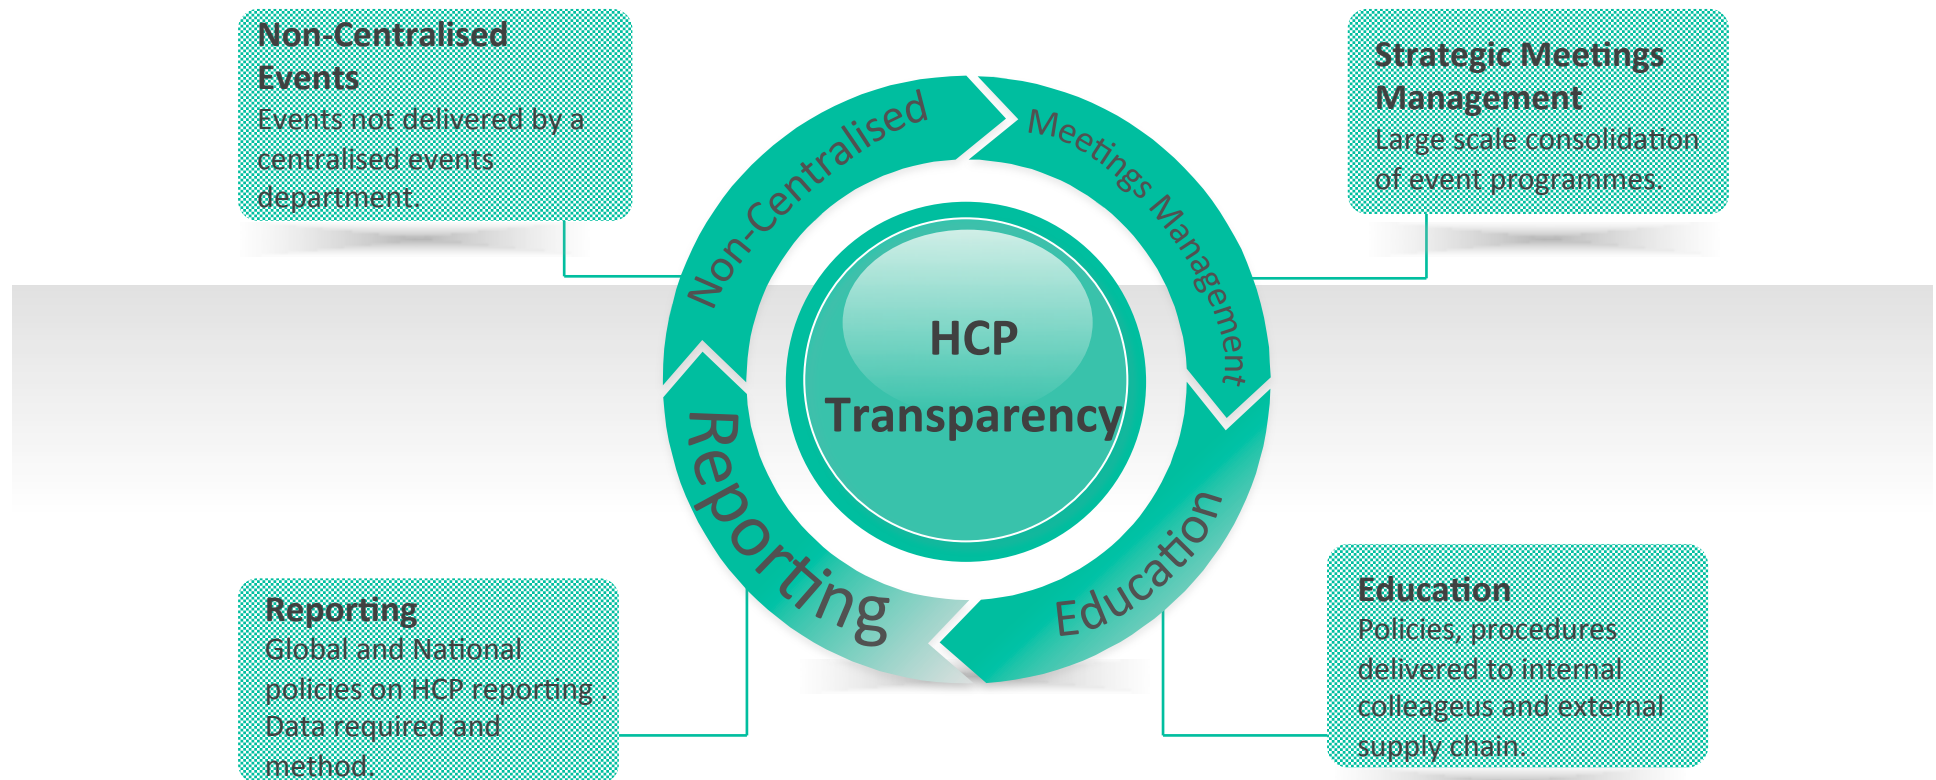 Non-Centralised
Events
Events not delivered by a
centralised events
department.
Strategic Meetings
Management
Large scale consolidation
of event programmes.
Non-Centralised
Meetings Management
HCP
Transparency
Reporting
Education
Reporting
Global and National
policies on HCP reporting .
Data required and
method.
Education
Policies, procedures
delivered to internal
colleageus and external
supply chain.